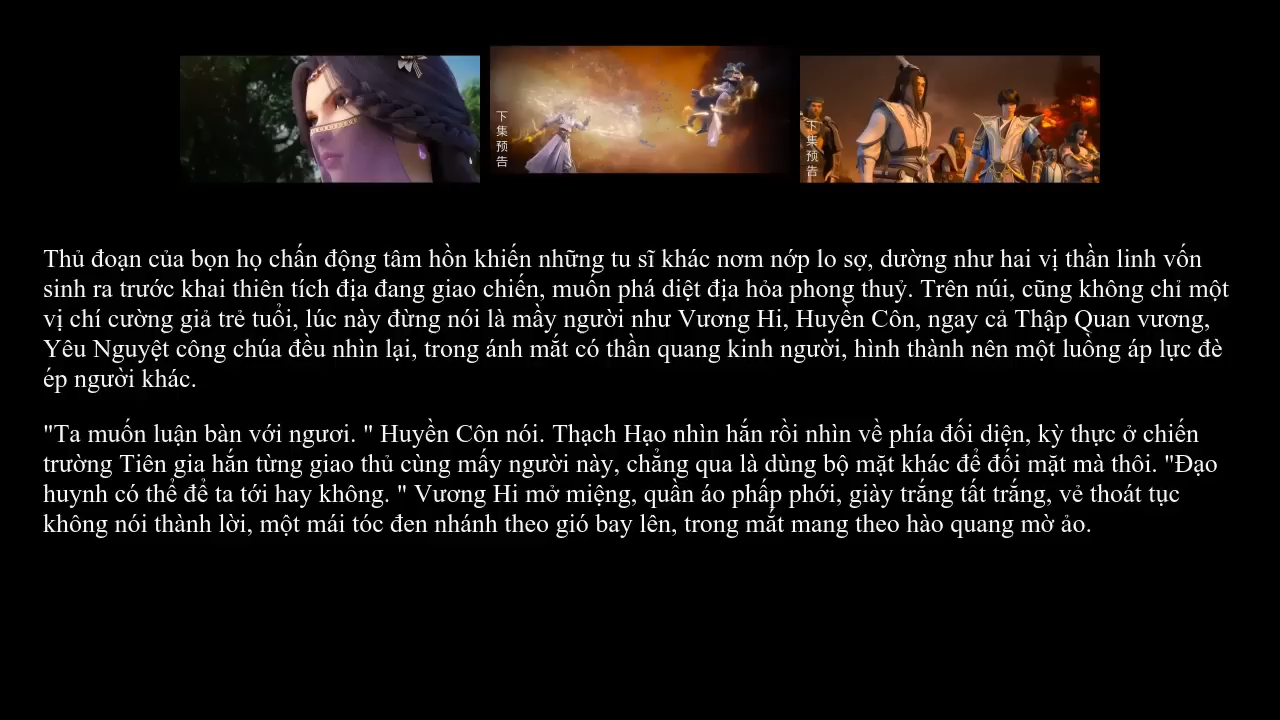 下集预告
下集预告
Thủ đoạn của bọn họ chấn động tâm hồn khiến những tu sĩ khác nơm nớp lo sợ, dường như hai vị thần linh vốn
sinh ra trước khai thiên tích địa đang giao chiến, muốn phá diệt địa hỏa phong thuỷ. Trên núi, cũng không chỉ một
vị chí cường giả trẻ tuổi, lúc này đừng nói là mầy người như Vương Hi, Huyền Côn, ngay cả Thập Quan vương,
Yêu Nguyệt công chúa đều nhìn lại, trong ánh mắt có thần quang kinh người, hình thành nên một luồng áp lực đè
ép người khác.
"Ta muốn luận bàn với ngươi. " Huyền Côn nói. Thạch Hạo nhìn hắn rồi nhìn về phía đối diện, kỳ thực ở chiến
trường Tiên gia hắn từng giao thủ cùng mấy người này, chẳng qua là dùng bộ mặt khác để đối mặt mà thôi. "Đạo
huynh có thể để ta tới hay không. " Vương Hi mở miệng, quần áo phấp phới, giày trắng tất trắng, vẻ thoát tục
không nói thành lời, một mái tóc đen nhánh theo gió bay lên, trong mắt mang theo hào quang mờ ảo.